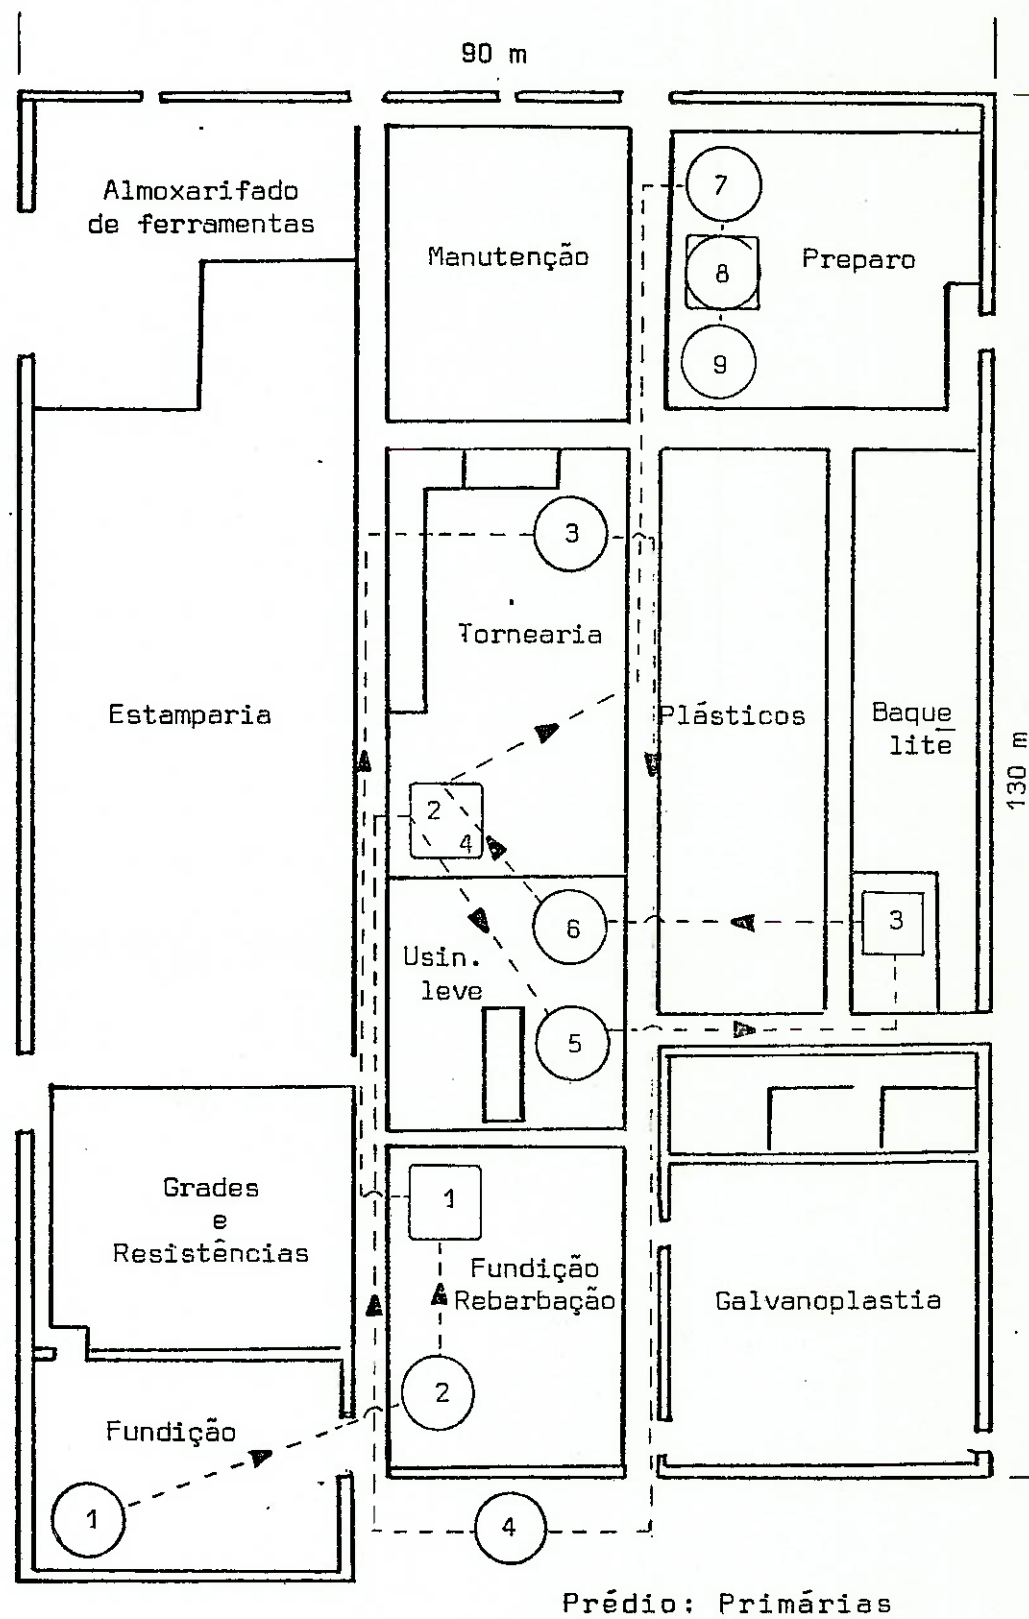 90 m
Almoxarifado
de ferramentas
Manutenção
7
8
9
Preparo
3
Tornearia
Estamparia
Plásticos
Baque
lite
130 m
2
4
6
3
Usin.
leve
5
Grades
e
Resistências
1
Fundição
Rebarbação
Galvanoplastia
2
Fundição
1
4
Prédio: Primárias